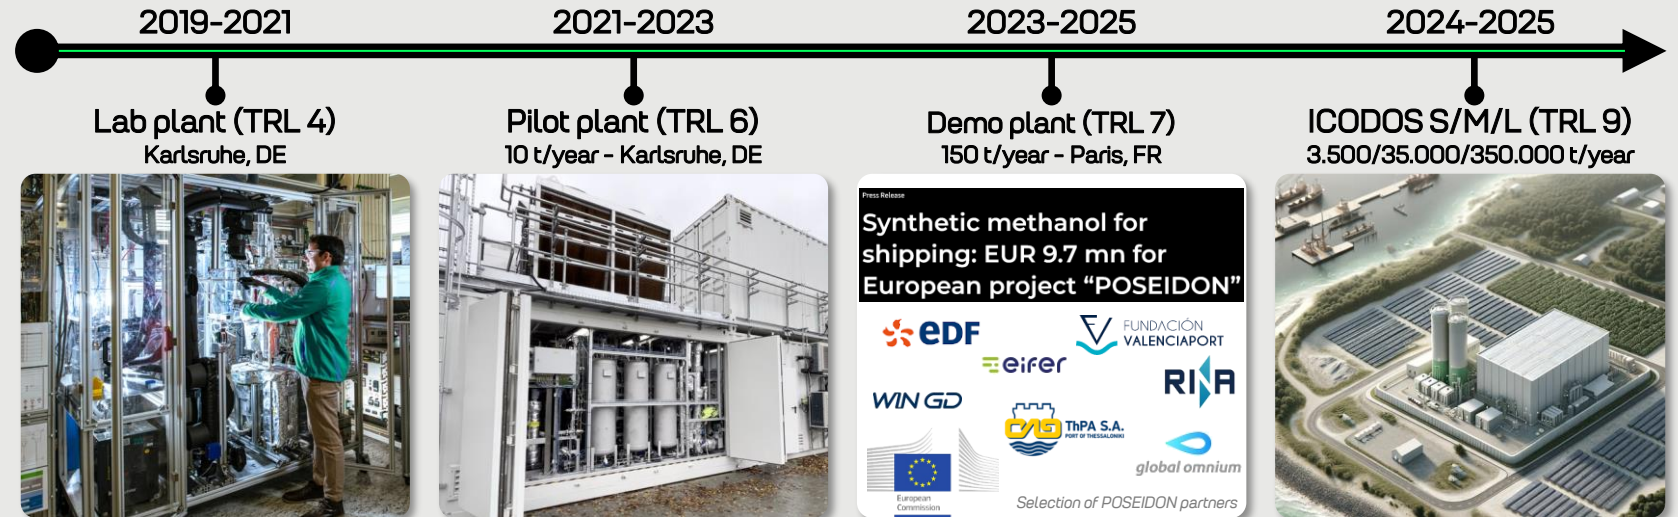 2019-2021
Lab plant (TRL 4)
Karlsruhe, DE
2021-2023
Pilot plant (TRL 6)
10 t/year - Karlsruhe, DE
2023-2025
Demo plant (TRL 7)
150 t/year - Paris, FR
Press Release
Synthetic methanol for
shipping: EUR 9.7 mn for
European project “POSEIDON”
eDF
FUNDACIÓN
VALENCIAPORT
eifer
RINA
WIN GD
ThPA S.A.
PORT OF THESSALONIKI
global omnium
European
Commission
Selection of POSEIDON partners
2024-2025
ICODOS S/M/L (TRL 9)
3.500/35.000/350.000 t/year